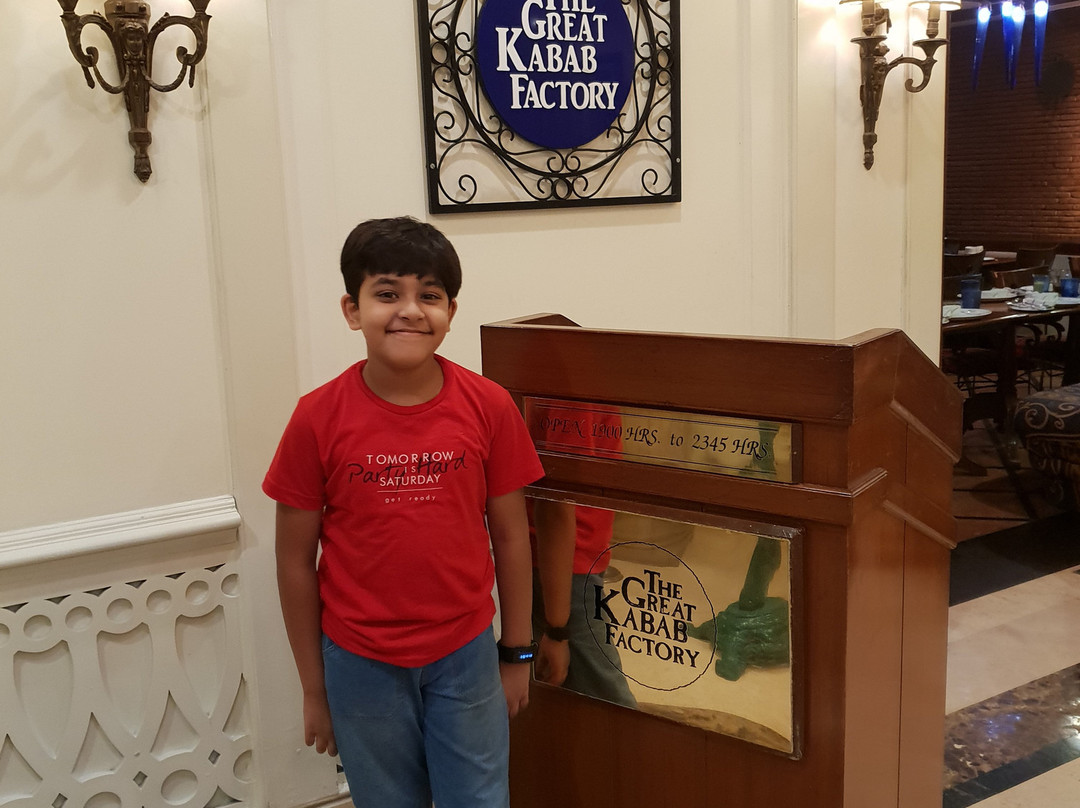 THE
GREAT
KABAB
FACTORY
TOMORROW
IS
Party Hard
SATURDAY
get ready
OPEN 1900 HRS. to 2345 HRS
THE
GREAT
KABAB
FACTORY